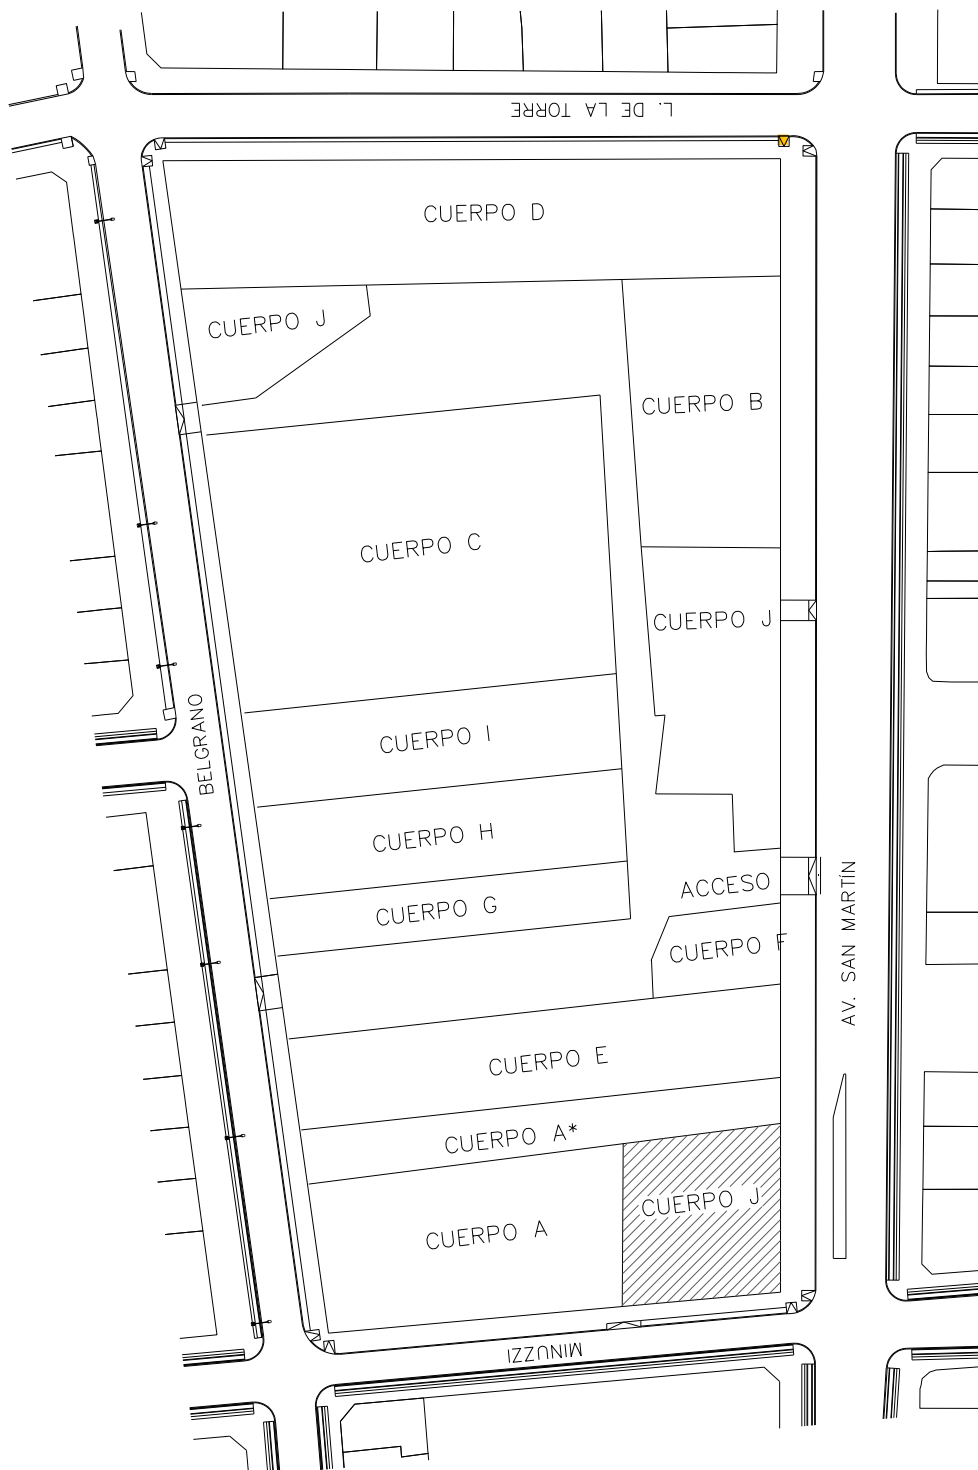 L. DE LA TORRE
CUERPO D
CUERPO J
CUERPO B
CUERPO C
CUERPO J
BELGRANO
CUERPO I
CUERPO H
ACCESO
CUERPO G
AV. SAN MARTÍN
CUERPO F
CUERPO E
CUERPO A*
CUERPO J
CUERPO A
MINUZZI